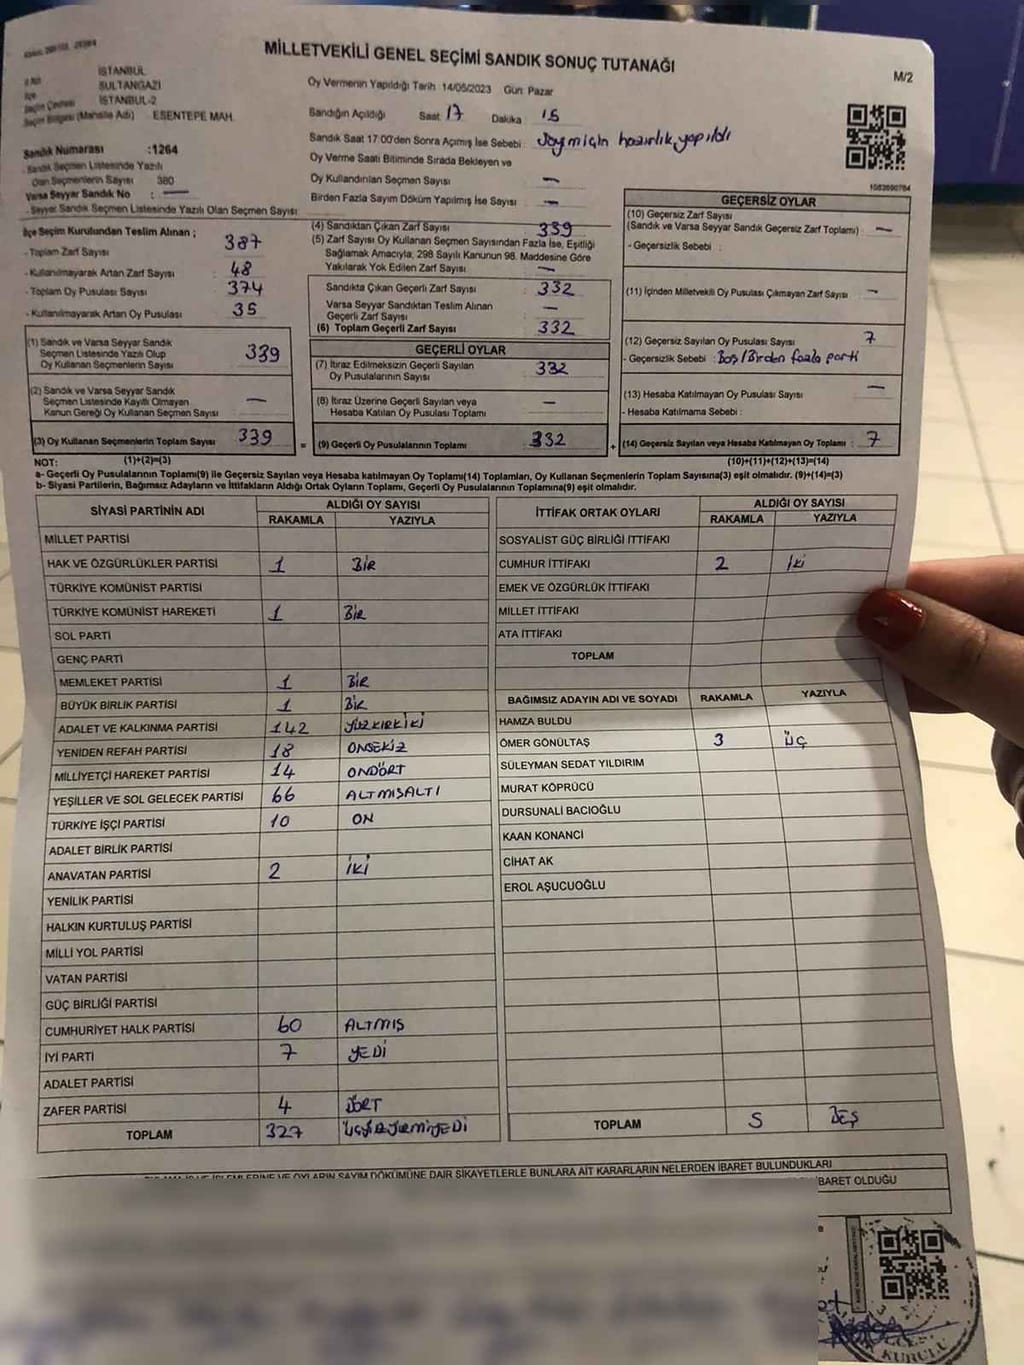 MİLLETVEKİLİ GENEL SEÇİMİ SANDIK SONUÇ TUTANAĞI
M/2
İSTANBUL
SULTANGAZİ
İSTANBUL-2
Seçim Bölgesi (Mahalle Adı) ESENTEPE MAH.
Sandık Numarası :1264
- Sandık Seçmen Listesinde Yazılı
Olan Seçmenlerin Sayısı 380
Varsa Seyyar Sandık No : —
- Seyyar Sandık Seçmen Listesinde Yazılı Olan Seçmen Sayısı
Oy Vermenin Yapıldığı Tarih 14/05/2023 Gün Pazar
Sandığın Açıldığı Saat 17 Dakika 15
Sandık Saat 17:00'den Sonra Açımış İse Sebebi : Sayım için hazırlık yapıldı
Oy Verme Saati Bitiminde Sırada Bekleyen ve
Oy Kullandırılan Seçmen Sayısı —
Birden Fazla Sayım Döküm Yapılmış İse Sayısı —
1083690784
İlçe Seçim Kurulundan Teslim Alınan ;
- Toplam Zarf Sayısı 387
- Kullanılmayarak Artan Zarf Sayısı 48
- Toplam Oy Pusulası Sayısı 374
- Kullanılmayarak Artan Oy Pusulası 35
(1) Sandık ve Varsa Seyyar Sandık
Seçmen Listesinde Yazılı Olup
Oy Kullanan Seçmenlerin Sayısı 339
(2) Sandık ve Varsa Seyyar Sandık
Seçmen Listesinde Kayıtlı Olmayan
Kanun Gereği Oy Kullanan Seçmen Sayısı —
(3) Oy Kullanan Seçmenlerin Toplam Sayısı 339
(1)+(2)=(3)
(4) Sandıktan Çıkan Zarf Sayısı 339
(5) Zarf Sayısı Oy Kullanan Seçmen Sayısından Fazla İse, Eşitliği
Sağlamak Amacıyla, 298 Sayılı Kanunun 98. Maddesine Göre
Yakılarak Yok Edilen Zarf Sayısı —
Sandıkta Çıkan Geçerli Zarf Sayısı : 332
Varsa Seyyar Sandıktan Teslim Alınan
Geçerli Zarf Sayısı —
(6) Toplam Geçerli Zarf Sayısı 332
GEÇERLİ OYLAR
(7) İtiraz Edilmeksizin Geçerli Sayılan
Oy Pusulalarının Sayısı 332
(8) İtiraz Üzerine Geçerli Sayılan veya
Hesaba Katılan Oy Pusulası Toplamı —
= (9) Geçerli Oy Pusulalarının Toplamı 332 +
GEÇERSİZ OYLAR
(10) Geçersiz Zarf Sayısı
(Sandık ve Varsa Seyyar Sandık Geçersiz Zarf Toplamı) —
- Geçersizlik Sebebi :
(11) İçinden Milletvekili Oy Pusulası Çıkmayan Zarf Sayısı —
(12) Geçersiz Sayılan Oy Pusulası Sayısı 7
- Geçersizlik Sebebi : Boş/Birden fazla parti
(13) Hesaba Katılmayan Oy Pusulası Sayısı —
- Hesaba Katılmama Sebebi :
(14) Geçersiz Sayılan veya Hesaba Katılmayan Oy Toplamı : 7
(10)+(11)+(12)+(13)=(14)
NOT:
a- Geçerli Oy Pusulalarının Toplamı(9) ile Geçersiz Sayılan veya Hesaba katılmayan Oy Toplamı(14) Toplamları, Oy Kullanan Seçmenlerin Toplam Sayısına(3) eşit olmalıdır. (9)+(14)=(3)
b- Siyasi Partilerin, Bağımsız Adayların ve İttifakların Aldığı Ortak Oyların Toplamı, Geçerli Oy Pusulalarının Toplamına(9) eşit olmalıdır.
SİYASİ PARTİNİN ADI ALDIĞI OY SAYISI
RAKAMLA YAZIYLA
MİLLET PARTİSİ
HAK VE ÖZGÜRLÜKLER PARTİSİ 1 BİR
TÜRKİYE KOMÜNİST PARTİSİ
TÜRKİYE KOMÜNİST HAREKETİ 1 BİR
SOL PARTİ
GENÇ PARTİ
MEMLEKET PARTİSİ 1 BİR
BÜYÜK BİRLİK PARTİSİ 1 BİR
ADALET VE KALKINMA PARTİSİ 142 YÜZKIRKİKİ
YENİDEN REFAH PARTİSİ 18 ONSEKİZ
MİLLİYETÇİ HAREKET PARTİSİ 14 ONDÖRT
YEŞİLLER VE SOL GELECEK PARTİSİ 66 ALTMIŞALTI
TÜRKİYE İŞÇİ PARTİSİ 10 ON
ADALET BİRLİK PARTİSİ
ANAVATAN PARTİSİ 2 İKİ
YENİLİK PARTİSİ
HALKIN KURTULUŞ PARTİSİ
MİLLİ YOL PARTİSİ
VATAN PARTİSİ
GÜÇ BİRLİĞİ PARTİSİ
CUMHURİYET HALK PARTİSİ 60 ALTMIŞ
İYİ PARTİ 7 YEDİ
ADALET PARTİSİ
ZAFER PARTİSİ 4 DÖRT
TOPLAM 327 ÜÇYÜZYİRMİYEDİ
İTTİFAK ORTAK OYLARI ALDIĞI OY SAYISI
RAKAMLA YAZIYLA
SOSYALİST GÜÇ BİRLİĞİ İTTİFAKI
CUMHUR İTTİFAKI 2 İki
EMEK VE ÖZGÜRLÜK İTTİFAKI
MİLLET İTTİFAKI
ATA İTTİFAKI
TOPLAM
BAĞIMSIZ ADAYIN ADI VE SOYADI RAKAMLA YAZIYLA
HAMZA BULDU
ÖMER GÖNÜLTAŞ 3 ÜÇ
SÜLEYMAN SEDAT YILDIRIM
MURAT KÖPRÜCÜ
DURSUNALİ BACIOĞLU
KAAN KONANCİ
CİHAT AK
EROL AŞUCUOĞLU
TOPLAM 5 BEŞ
OYLARIN SAYIM DÖKÜMÜNE DAİR ŞİKAYETLERLE BUNLARA AİT KARARLARIN NELERDEN İBARET BULUNDUKLARI
İBARET OLDUĞU
KURULU